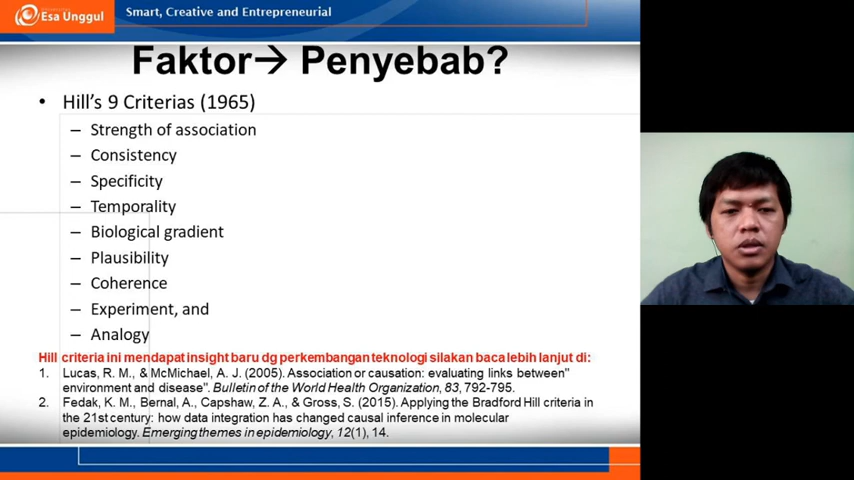 Esa Unggul
Smart, Creative and Entrepreneurial
Faktor→ Penyebab?
• Hill's 9 Criterias (1965)
– Strength of association
– Consistency
– Specificity
– Temporality
– Biological gradient
– Plausibility
– Coherence
– Experiment, and
– Analogy
Hill criteria ini mendapat insight baru dg perkembangan teknologi silakan baca lebih lanjut di:
1. Lucas, R. M., & McMichael, A. J. (2005). Association or causation: evaluating links between"
environment and disease". Bulletin of the World Health Organization, 83, 792-795.
2. Fedak, K. M., Bernal, A., Capshaw, Z. A., & Gross, S. (2015). Applying the Bradford Hill criteria in
the 21st century: how data integration has changed causal inference in molecular
epidemiology. Emerging themes in epidemiology, 12(1), 14.